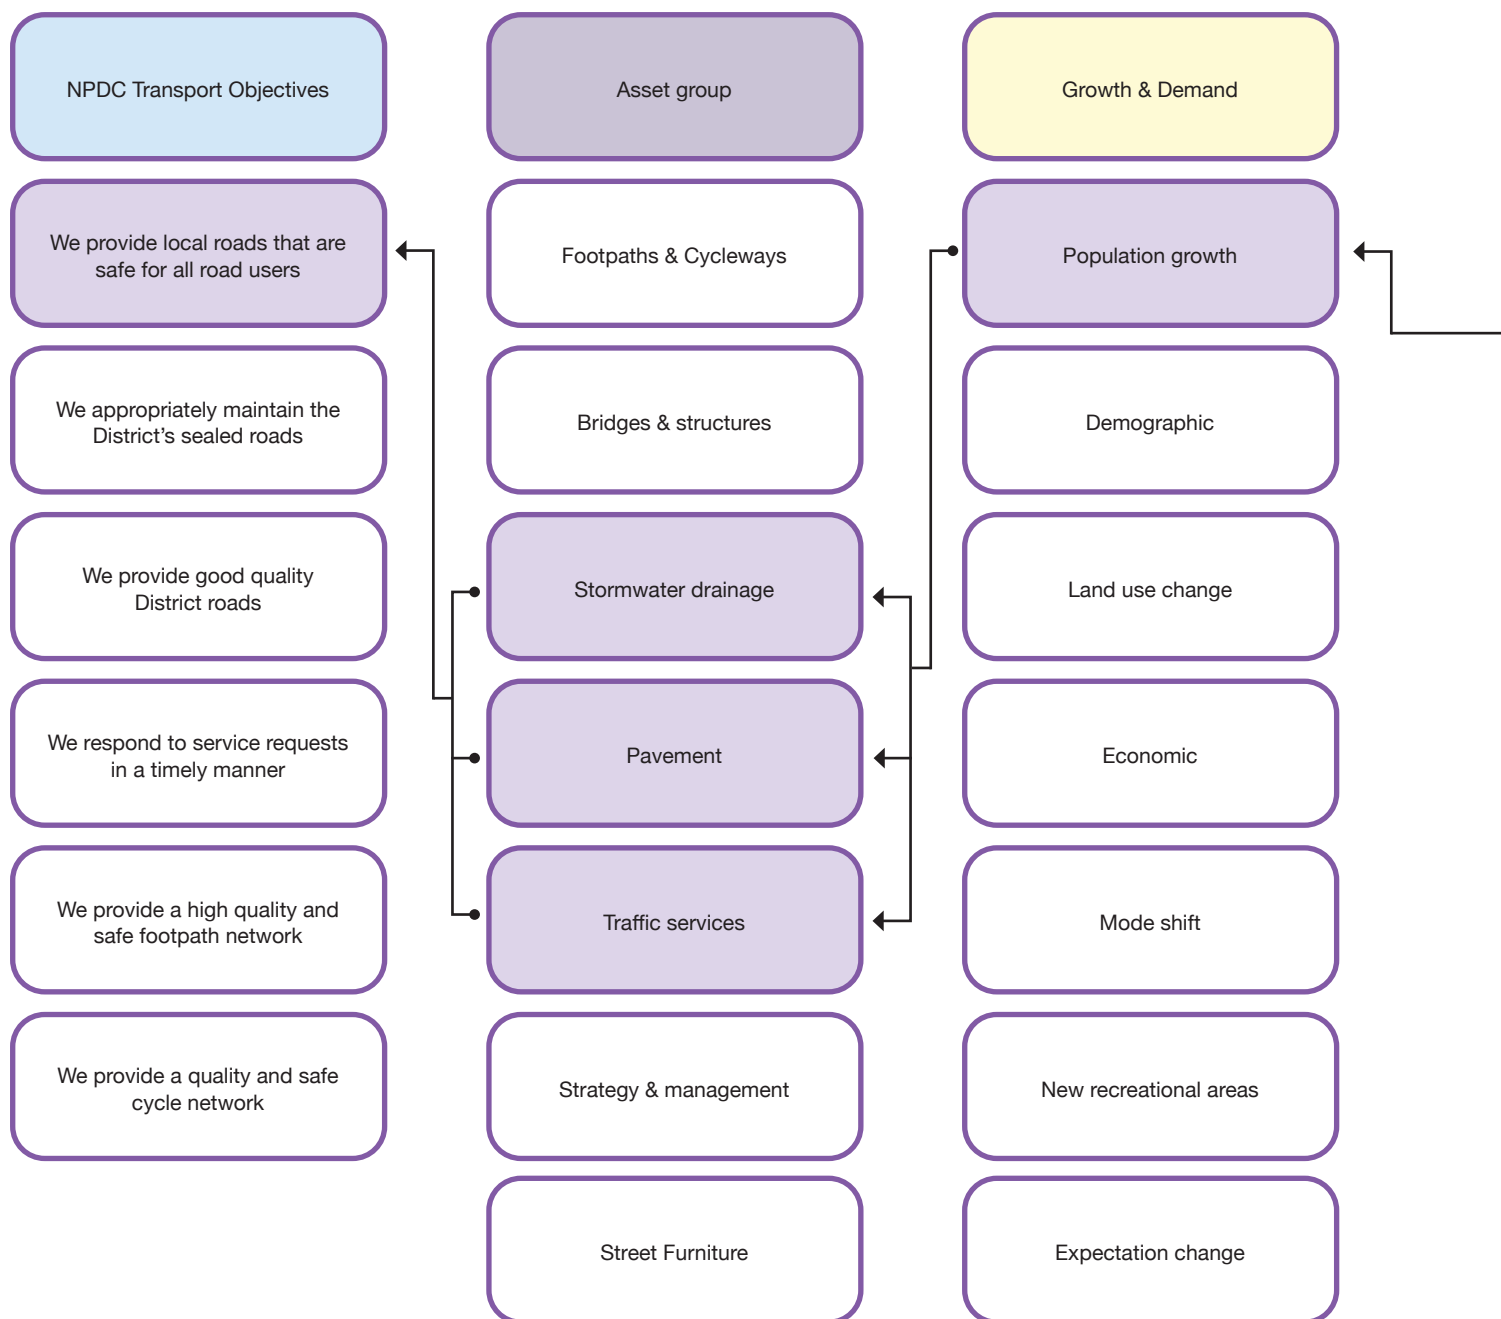 NPDC Transport Objectives
We provide local roads that are
safe for all road users
We appropriately maintain the
District’s sealed roads
We provide good quality
District roads
We respond to service requests
in a timely manner
We provide a high quality and
safe footpath network
We provide a quality and safe
cycle network
Asset group
Footpaths & Cycleways
Bridges & structures
Stormwater drainage
Pavement
Traffic services
Strategy & management
Street Furniture
Growth & Demand
Population growth
Demographic
Land use change
Economic
Mode shift
New recreational areas
Expectation change